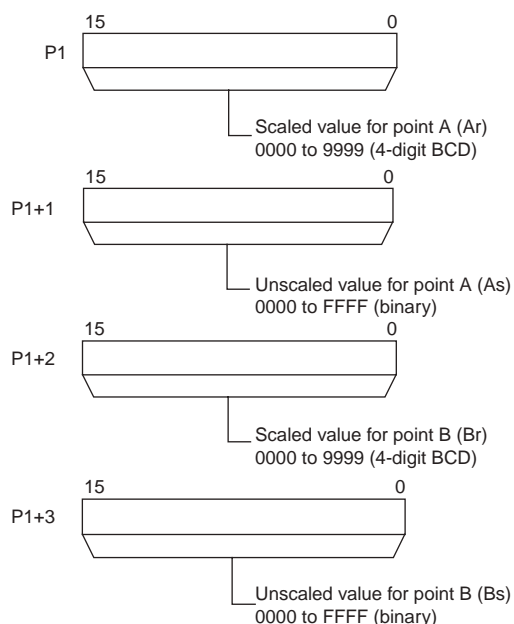 15 0
P1
Scaled value for point A (Ar)
0000 to 9999 (4-digit BCD)
15 0
P1+1
Unscaled value for point A (As)
0000 to FFFF (binary)
15 0
P1+2
Scaled value for point B (Br)
0000 to 9999 (4-digit BCD)
15 0
P1+3
Unscaled value for point B (Bs)
0000 to FFFF (binary)